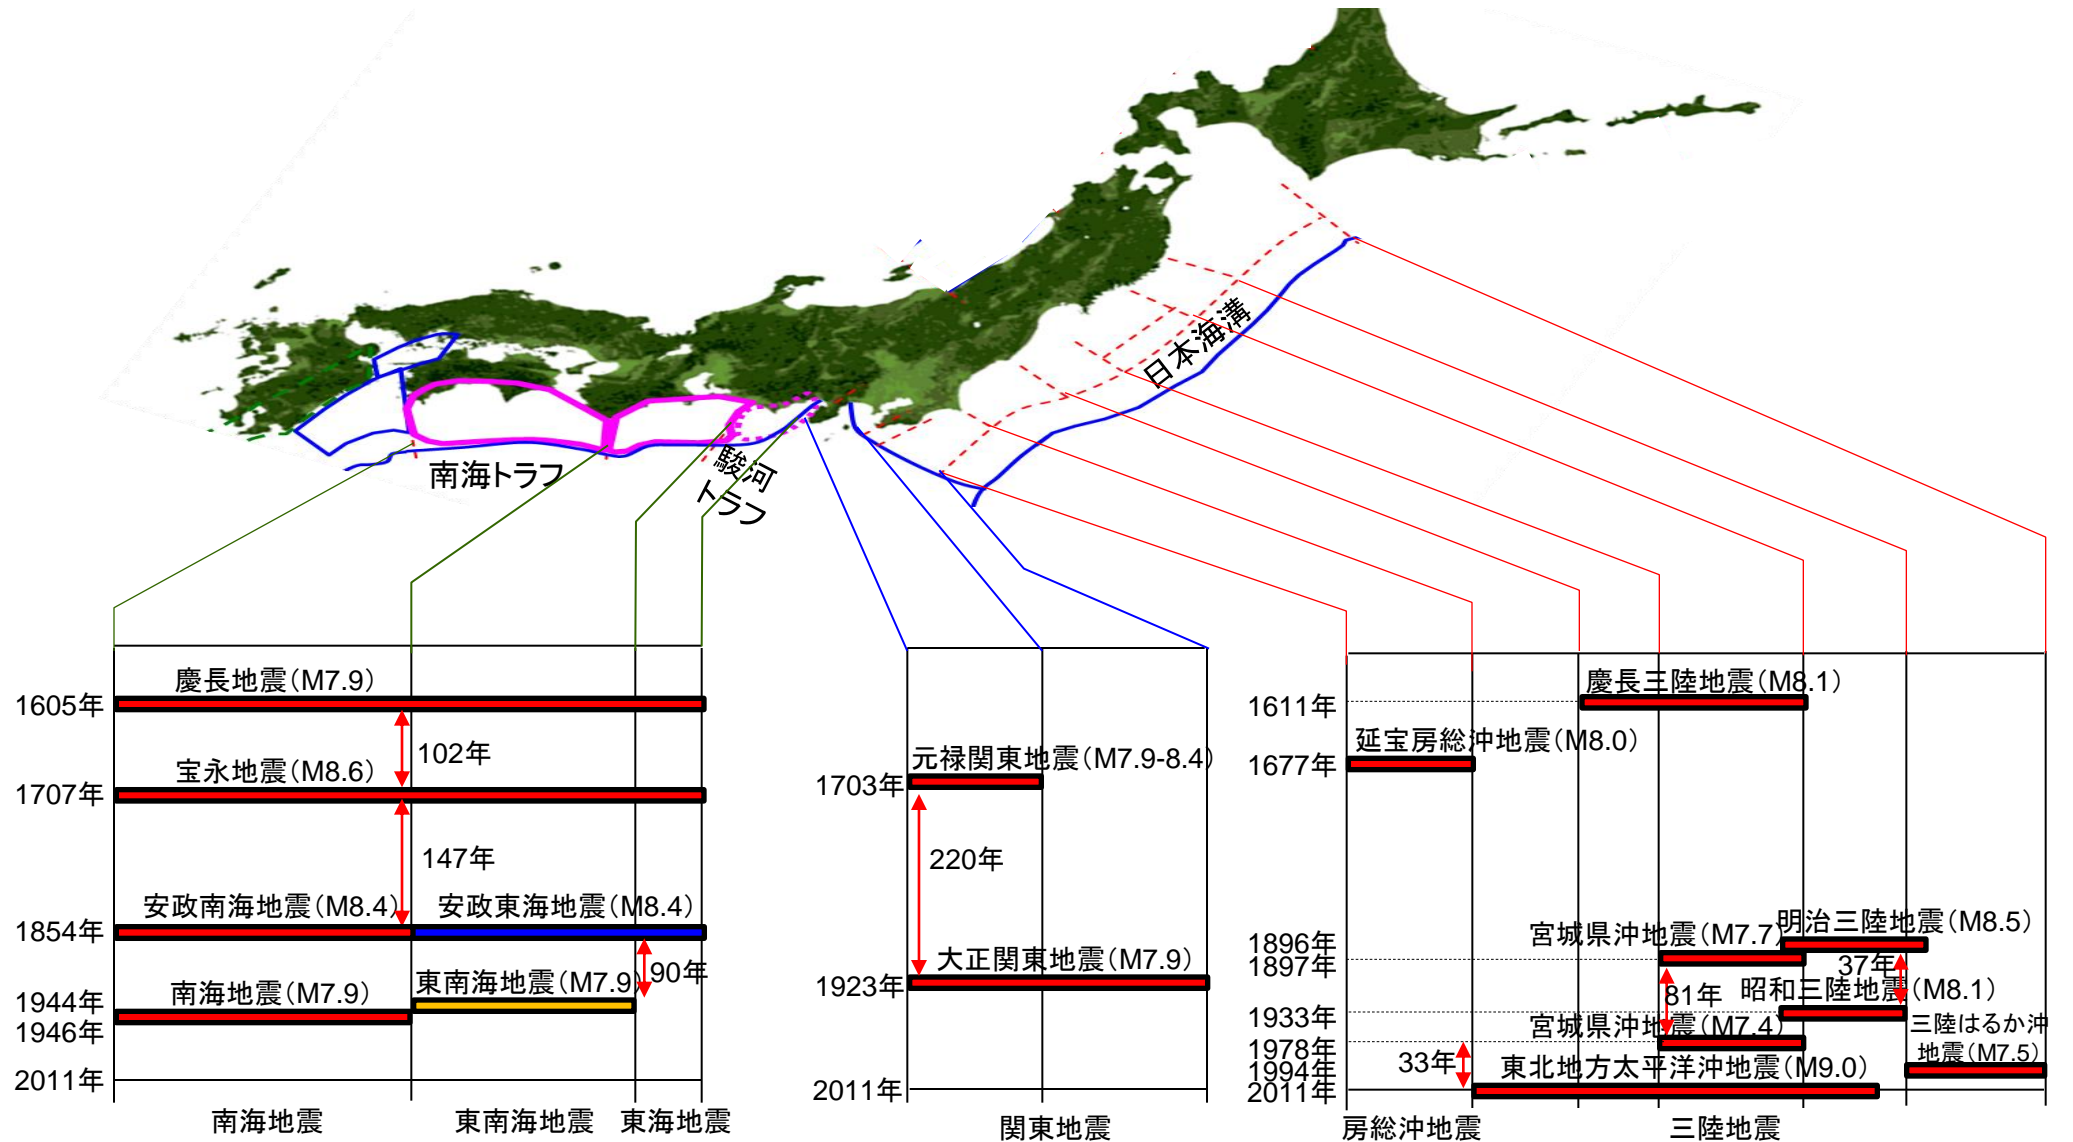 日本海溝
南海トラフ
駿河
トラフ
慶長地震(M7.9)
1605年
102年
宝永地震(M8.6)
1707年
147年
安政南海地震(M8.4)
安政東海地震(M8.4)
1854年
90年
南海地震(M7.9)
東南海地震(M7.9)
1944年
1946年
2011年
南海地震
東南海地震
東海地震
元禄関東地震(M7.9-8.4)
1703年
220年
大正関東地震(M7.9)
1923年
2011年
関東地震
慶長三陸地震(M8.1)
1611年
延宝房総沖地震(M8.0)
1677年
明治三陸地震(M8.5)
宮城県沖地震(M7.7)
1896年
1897年
37年
81年
昭和三陸地震(M8.1)
1933年
宮城県沖地震(M7.4)
三陸はるか沖
地震(M7.5)
1978年
33年
1994年
東北地方太平洋沖地震(M9.0)
2011年
房総沖地震
三陸地震